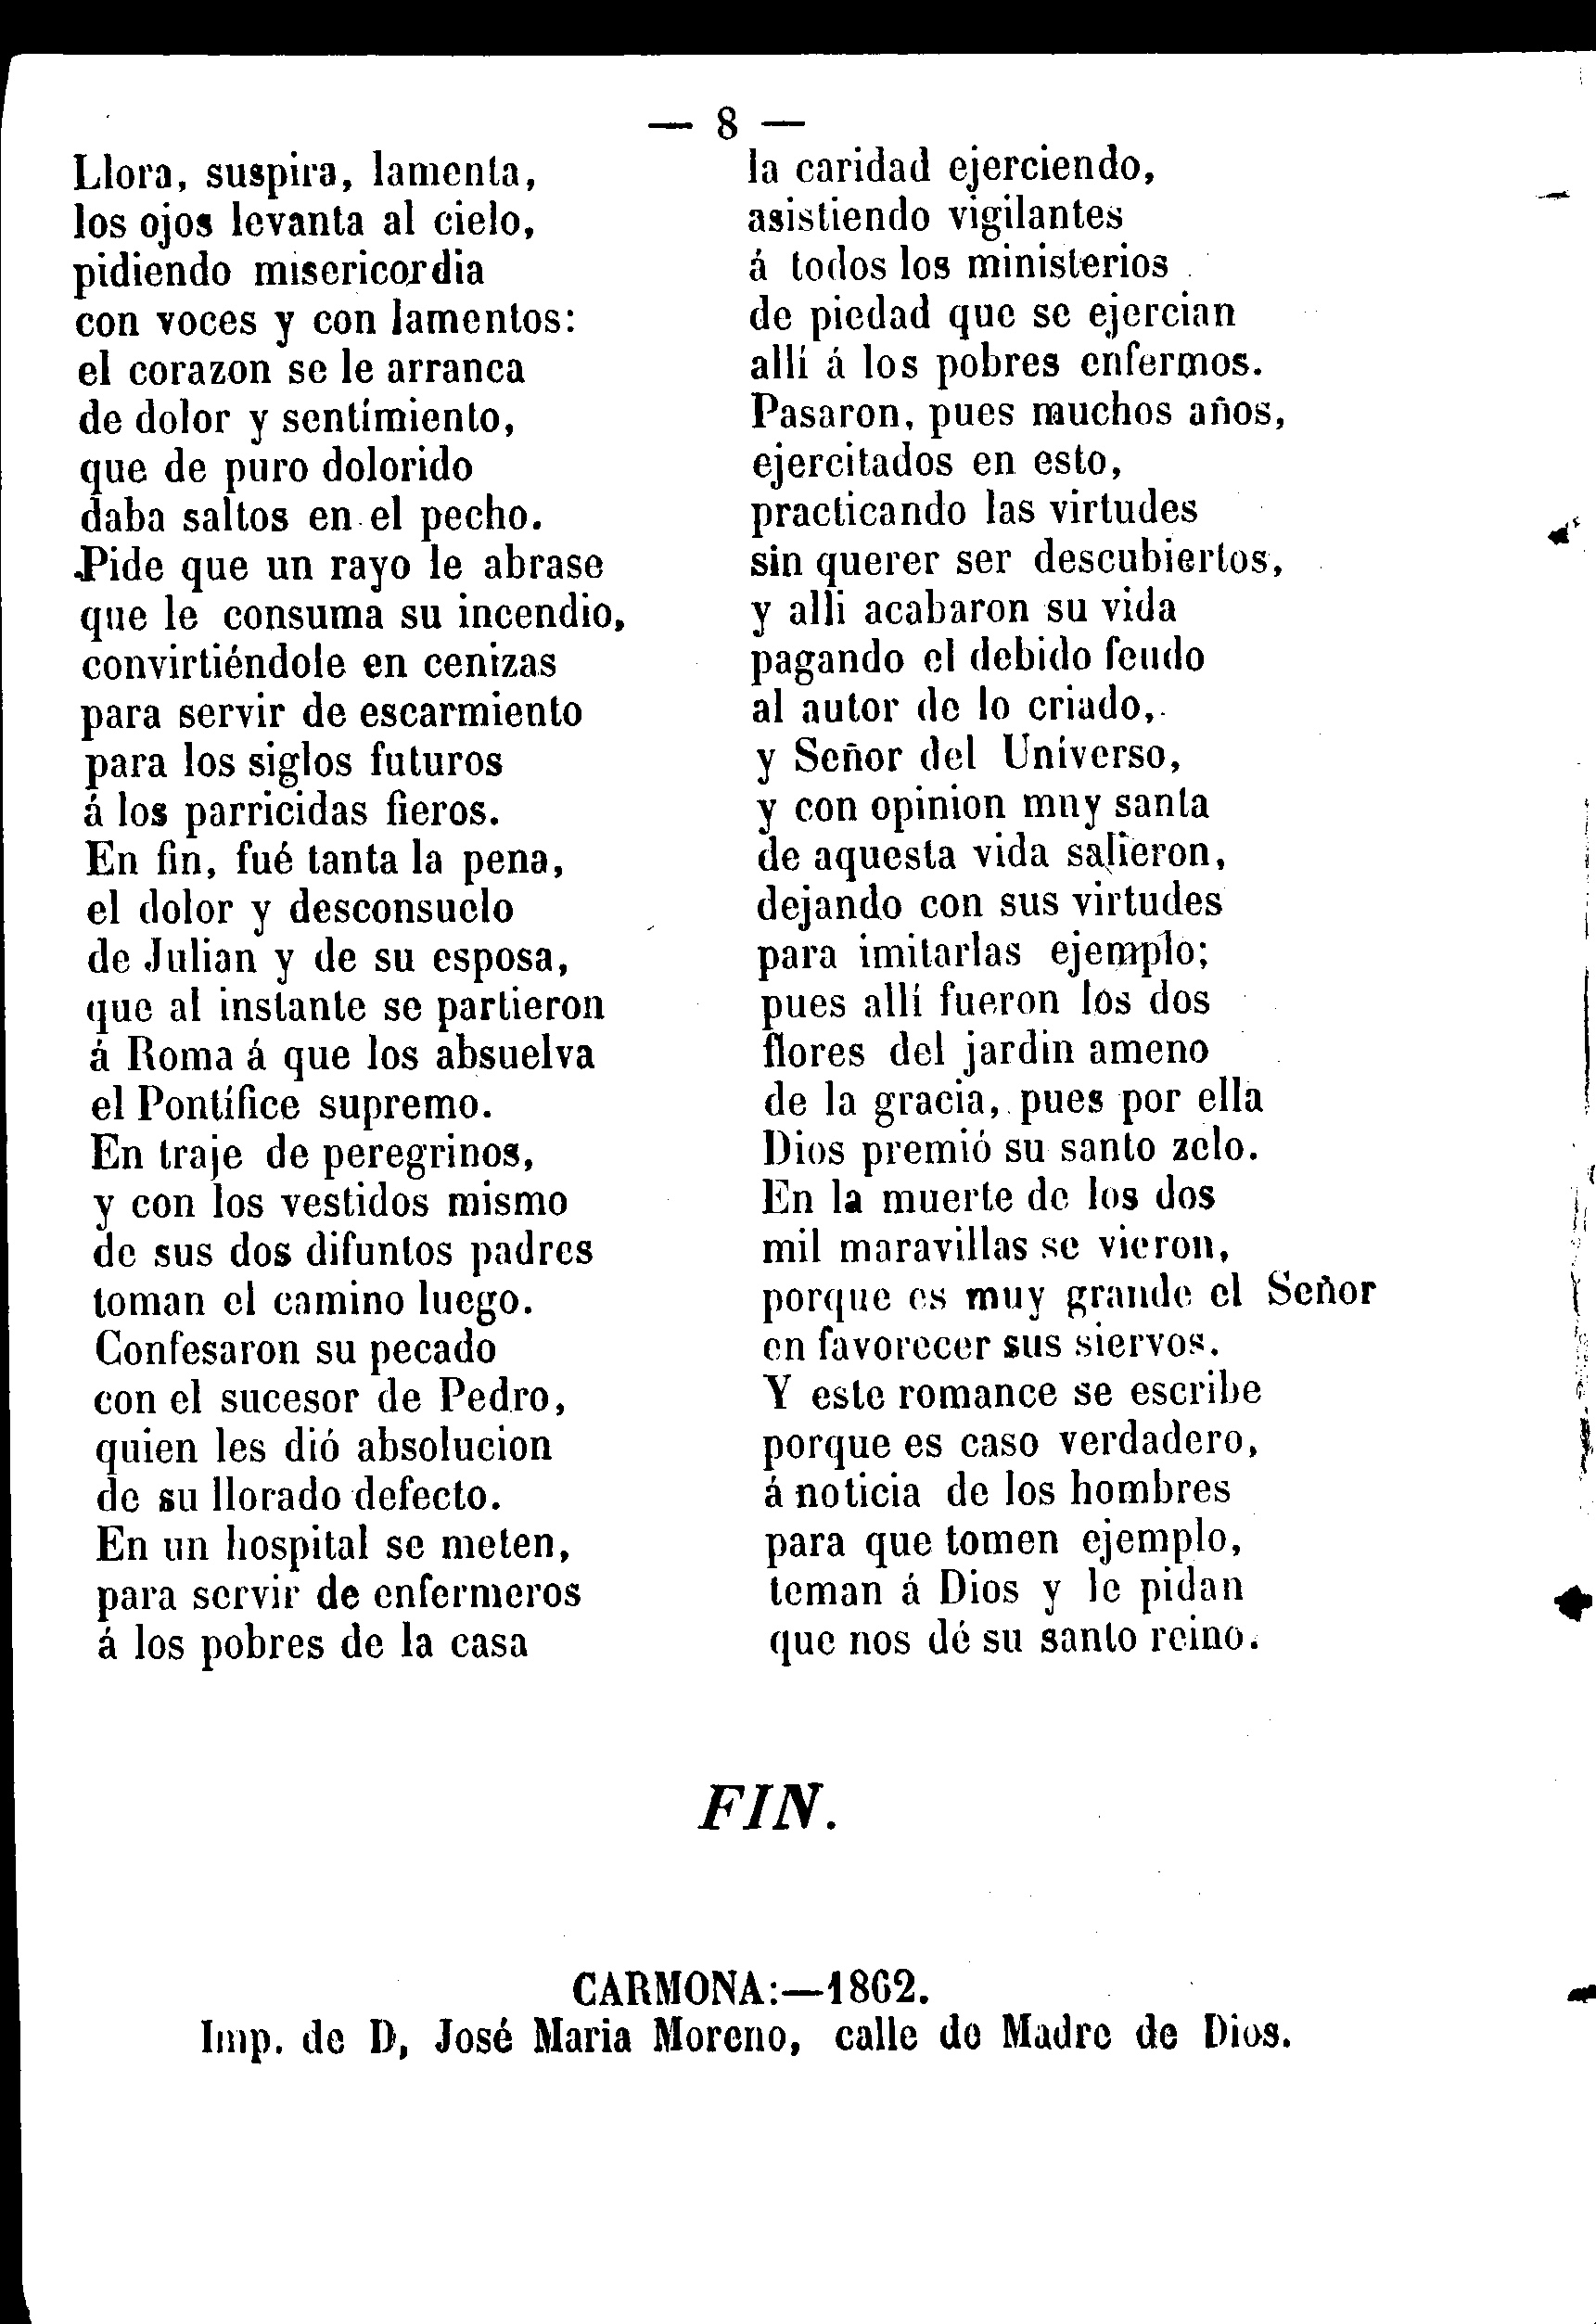 — 8 —
Llora, suspira, lamenta,
los ojos levanta al cielo,
pidiendo misericordia
con voces y con lamentos:
el corazon se le arranca
de dolor y sentímiento,
que de puro dolorido
daba saltos en el pecho.
Pide que un rayo le abrase
que le consuma su incendio,
convirtiéndole en cenizas
para servir de escarmiento
para los siglos futuros
á los parricidas fieros.
En fin, fué tanta la pena,
el dolor y desconsuelo
de Julian y de su esposa,
que al instante se partieron
á Roma á que los absuelva
el Pontífice supremo.
En traje de peregrinos,
y con los vestidos mismo
de sus dos difuntos padres
toman el camino luego.
Confesaron su pecado
con el sucesor de Pedro,
quien les dió absolucion
de su llorado defecto.
En un hospital se meten,
para servir de enfermeros
á los pobres de la casa
la caridad ejerciendo,
asistiendo vigilantes
á todos los ministerios
de piedad que se ejercian
allí á los pobres enfermos.
Pasaron, pues muchos años,
ejercitados en esto,
practicando las virtudes
sin querer ser descubiertos,
y alli acabaron su vida
pagando el debido feudo
al autor de lo criado,
y Señor del Universo,
y con opinion mny santa
de aquesta vida salieron,
dejando con sus virtudes
para imitarlas ejemplo;
pues allí fueron los dos
flores del jardin ameno
de la gracia, pues por ella
Dios premió su santo zelo.
En la muerte de los dos
mil maravillas se vieron,
porque es muy grande el Señor
en favorecer sus siervos.
Y este romance se escribe
porque es caso verdadero,
á noticia de los hombres
para que tomen ejemplo,
teman á Dios y le pidan
que nos dé su santo reino.
FIN.
CARMONA:—1862.
Imp. de D, José Maria Moreno, calle de Madre de Dios.